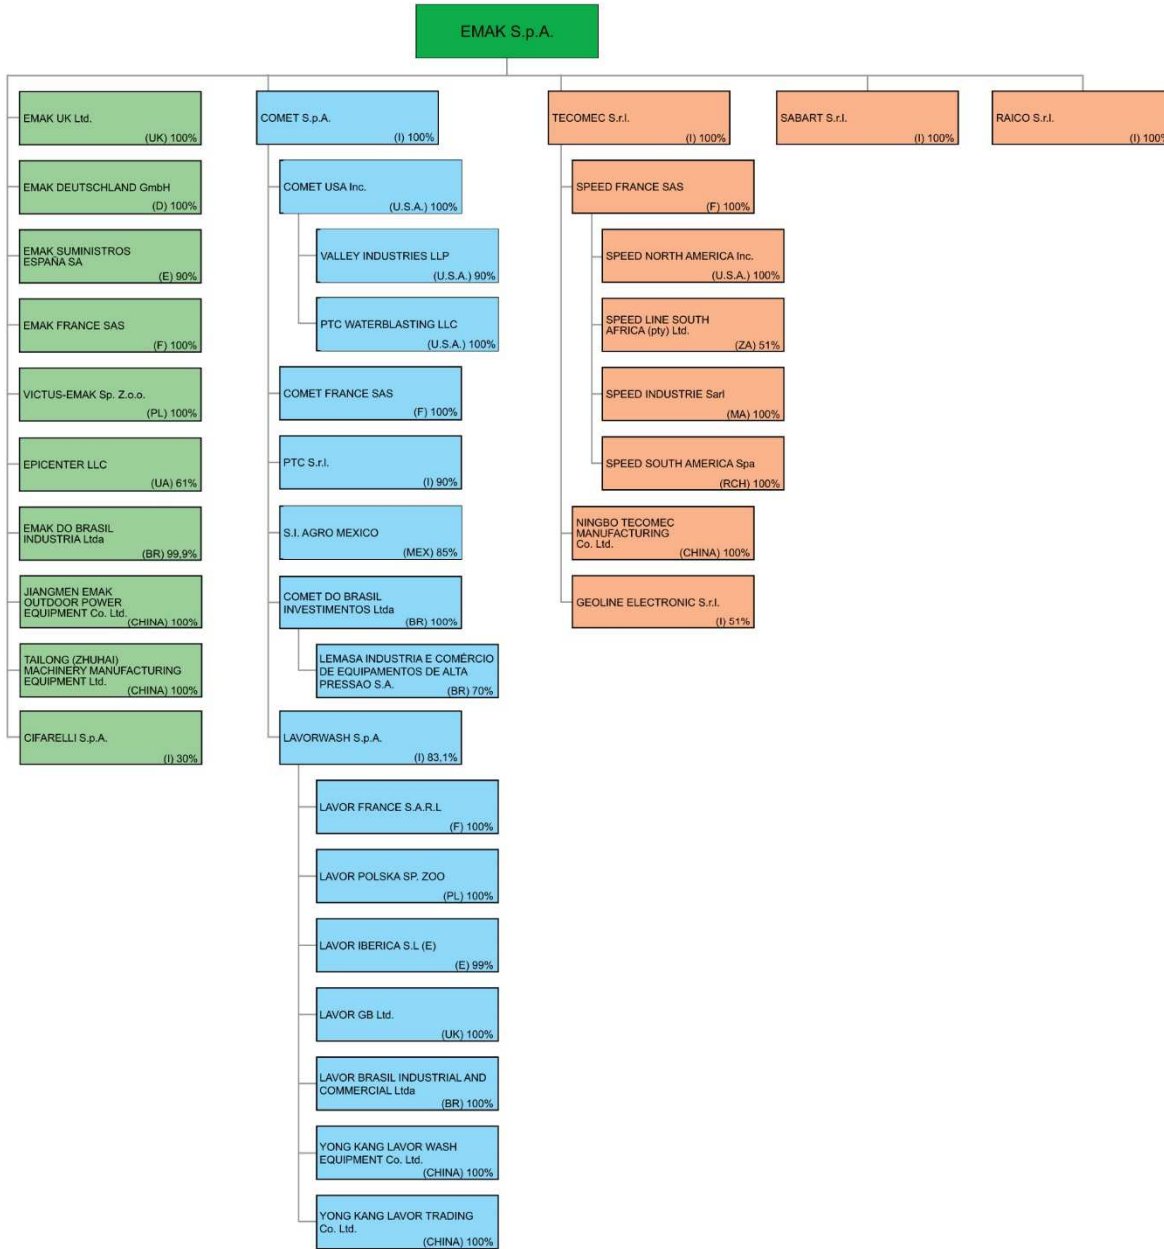 EMAK S.p.A.
EMAK UK Ltd.
(UK) 100%
EMAK DEUTSCHLAND GmbH
(D) 100%
EMAK SUMINISTROS
ESPAÑA SA
(E) 90%
EMAK FRANCE SAS
(F) 100%
VICTUS-EMAK Sp. Z.o.o.
(PL) 100%
EPICENTER LLC
(UA) 61%
EMAK DO BRASIL
INDUSTRIA Ltda
(BR) 99,9%
JIANGMEN EMAK
OUTDOOR POWER
EQUIPMENT Co. Ltd.
(CHINA) 100%
TAILONG (ZHUHAI)
MACHINERY MANUFACTURING
EQUIPMENT Ltd.
(CHINA) 100%
CIFARELLI S.p.A.
(I) 30%
COMET S.p.A.
(I) 100%
COMET USA Inc.
(U.S.A.) 100%
VALLEY INDUSTRIES LLP
(U.S.A.) 90%
PTC WATERBLASTING LLC
(U.S.A.) 100%
COMET FRANCE SAS
(F) 100%
PTC S.r.l.
(I) 90%
S.I. AGRO MEXICO
(MEX) 85%
COMET DO BRASIL
INVESTIMENTOS Ltda
(BR) 100%
LEMASA INDUSTRIA E COMÉRCIO
DE EQUIPAMENTOS DE ALTA
PRESSAO S.A.
(BR) 70%
LAVORWASH S.p.A.
(I) 83,1%
LAVOR FRANCE S.A.R.L
(F) 100%
LAVOR POLSKA SP. ZOO
(PL) 100%
LAVOR IBERICA S.L (E)
(E) 99%
LAVOR GB Ltd.
(UK) 100%
LAVOR BRASIL INDUSTRIAL AND
COMMERCIAL Ltda
(BR) 100%
YONG KANG LAVOR WASH
EQUIPMENT Co. Ltd.
(CHINA) 100%
YONG KANG LAVOR TRADING
Co. Ltd.
(CHINA) 100%
TECOMEC S.r.l.
(I) 100%
SPEED FRANCE SAS
(F) 100%
SPEED NORTH AMERICA Inc.
(U.S.A.) 100%
SPEED LINE SOUTH
AFRICA (pty) Ltd.
(ZA) 51%
SPEED INDUSTRIE Sarl
(MA) 100%
SPEED SOUTH AMERICA Spa
(RCH) 100%
NINGBO TECOMEC
MANUFACTURING
Co. Ltd.
(CHINA) 100%
GEOLINE ELECTRONIC S.r.l.
(I) 51%
SABART S.r.l.
(I) 100%
RAICO S.r.l.
(I) 100%